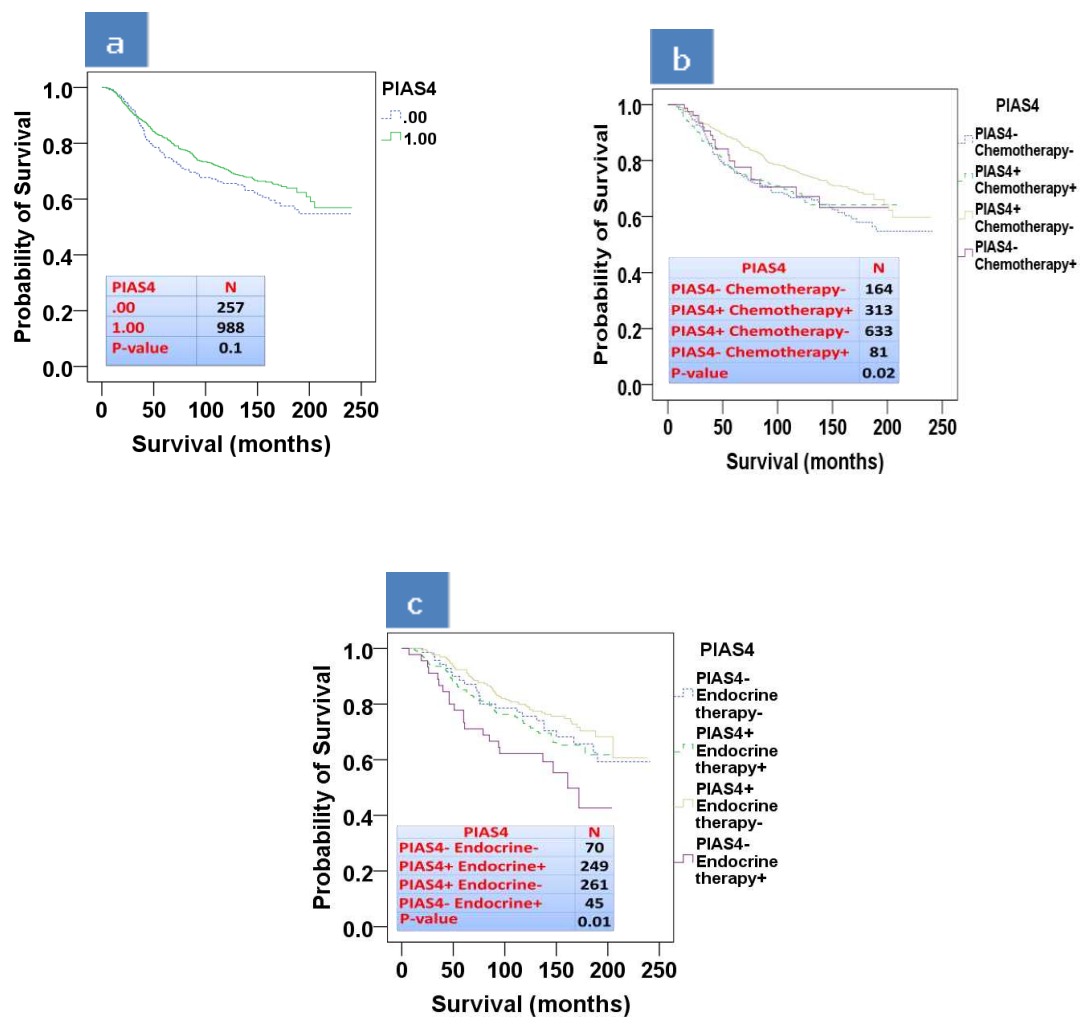 a
Probability of Survival
1.0
0.8
0.6
0.4
0.2
0.0
PIAS4
.00
1.00
PIAS4 N
.00 257
1.00 988
P-value 0.1
0 50 100 150 200 250
Survival (months)
b
Probability of Survival
1.0
0.8
0.6
0.4
0.2
0.0
PIAS4
PIAS4-
Chemotherapy-
PIAS4+
Chemotherapy+
PIAS4+
Chemotherapy-
PIAS4-
Chemotherapy+
PIAS4 N
PIAS4- Chemotherapy- 164
PIAS4+ Chemotherapy+ 313
PIAS4+ Chemotherapy- 633
PIAS4- Chemotherapy+ 81
P-value 0.02
0 50 100 150 200 250
Survival (months)
c
Probability of Survival
1.0
0.8
0.6
0.4
0.2
0.0
PIAS4
PIAS4-
Endocrine
therapy-
PIAS4+
Endocrine
therapy+
PIAS4+
Endocrine
therapy-
PIAS4-
Endocrine
therapy+
PIAS4 N
PIAS4- Endocrine- 70
PIAS4+ Endocrine+ 249
PIAS4+ Endocrine- 261
PIAS4- Endocrine+ 45
P-value 0.01
0 50 100 150 200 250
Survival (months)